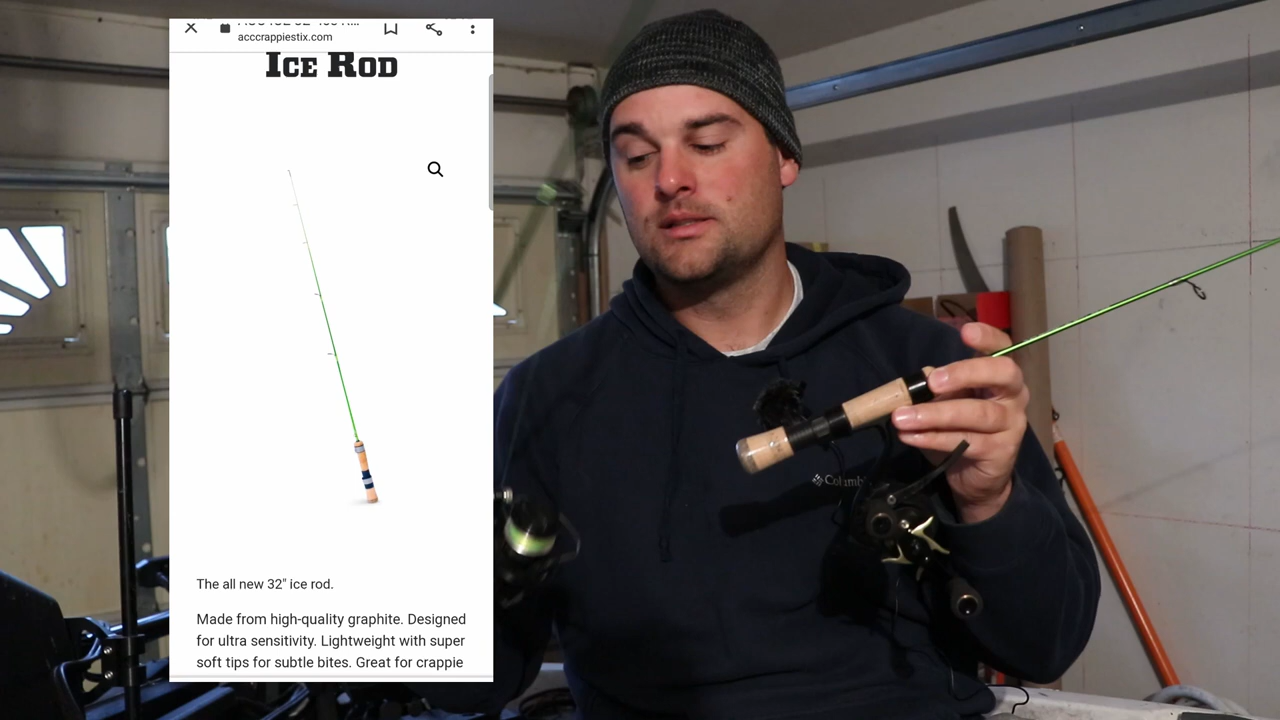 acccrappiestix.com
Ice Rod
The all new 32" ice rod.
Made from high-quality graphite. Designed
for ultra sensitivity. Lightweight with super
soft tips for subtle bites. Great for crappie
Columbia